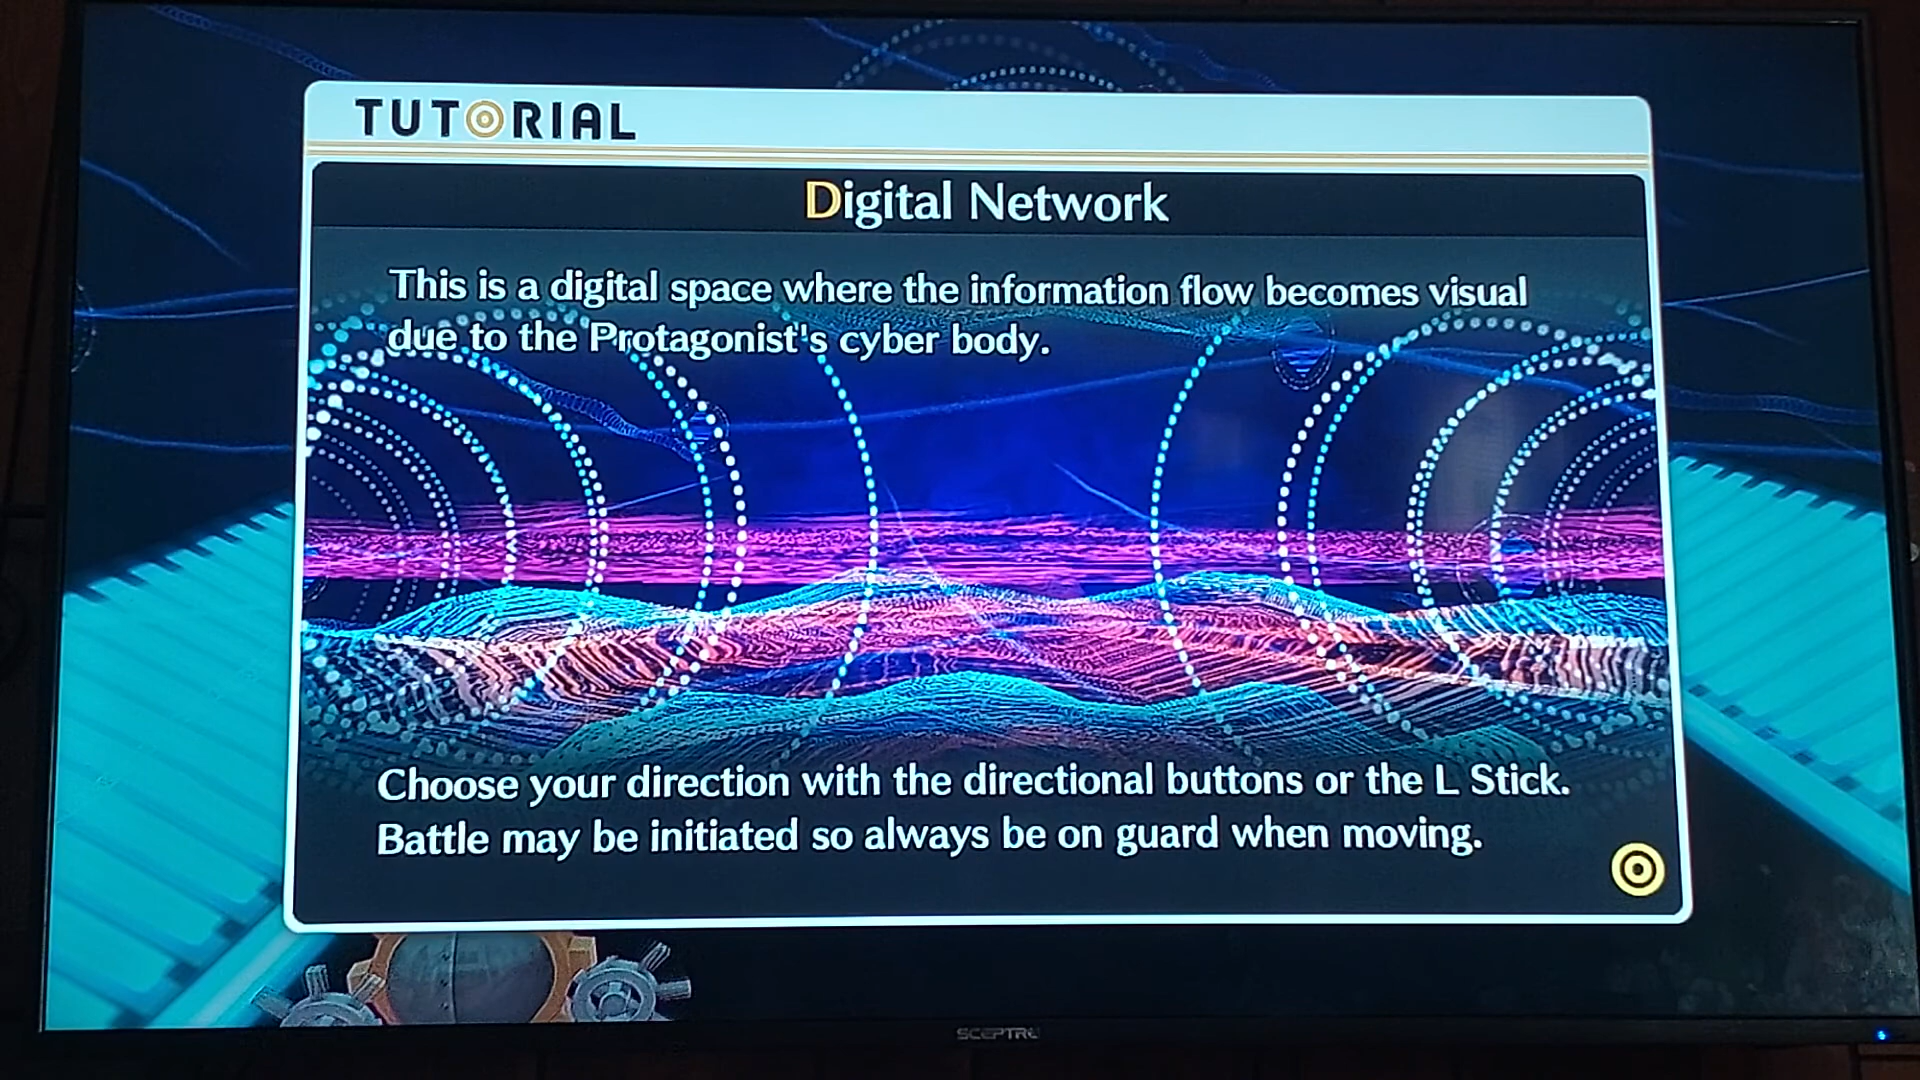 TUTORIAL
Digital Network
This is a digital space where the information flow becomes visual
due to the Protagonist's cyber body.
Choose your direction with the directional buttons or the L Stick.
Battle may be initiated so always be on guard when moving.
SCEPTRE